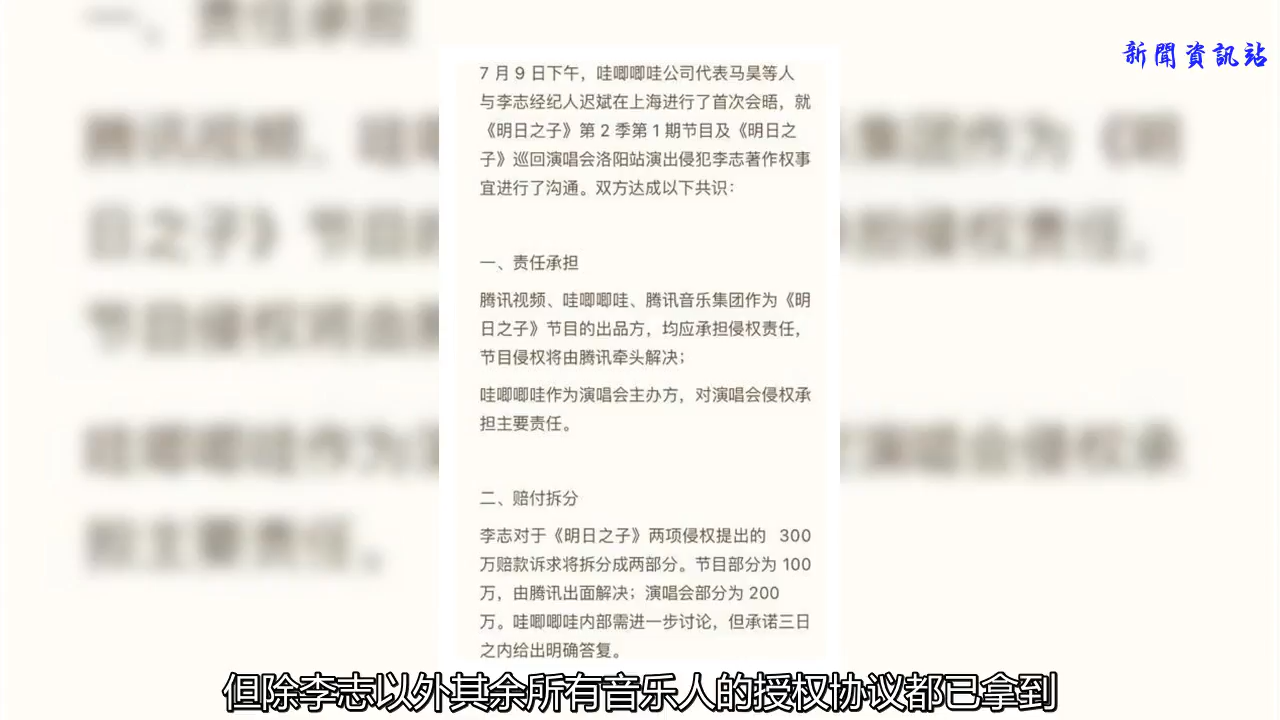 新聞資訊站
7 月 9 日下午，哇唧唧哇公司代表马昊等人
与李志经纪人迟斌在上海进行了首次会晤，就
《明日之子》第 2 季第 1 期节目及《明日之
子》巡回演唱会洛阳站演出侵犯李志著作权事
宜进行了沟通。双方达成以下共识：
一、责任承担
腾讯视频、哇唧唧哇、腾讯音乐集团作为《明
日之子》节目的出品方，均应承担侵权责任，
节目侵权将由腾讯牵头解决；
哇唧唧哇作为演唱会主办方，对演唱会侵权承
担主要责任。
二、赔付拆分
李志对于《明日之子》两项侵权提出的 300
万赔款诉求将拆分成两部分。节目部分为 100
万，由腾讯出面解决；演唱会部分为 200
万。哇唧唧哇内部需进一步讨论，但承诺三日
之内给出明确答复。
但除李志以外其余所有音乐人的授权协议都已拿到